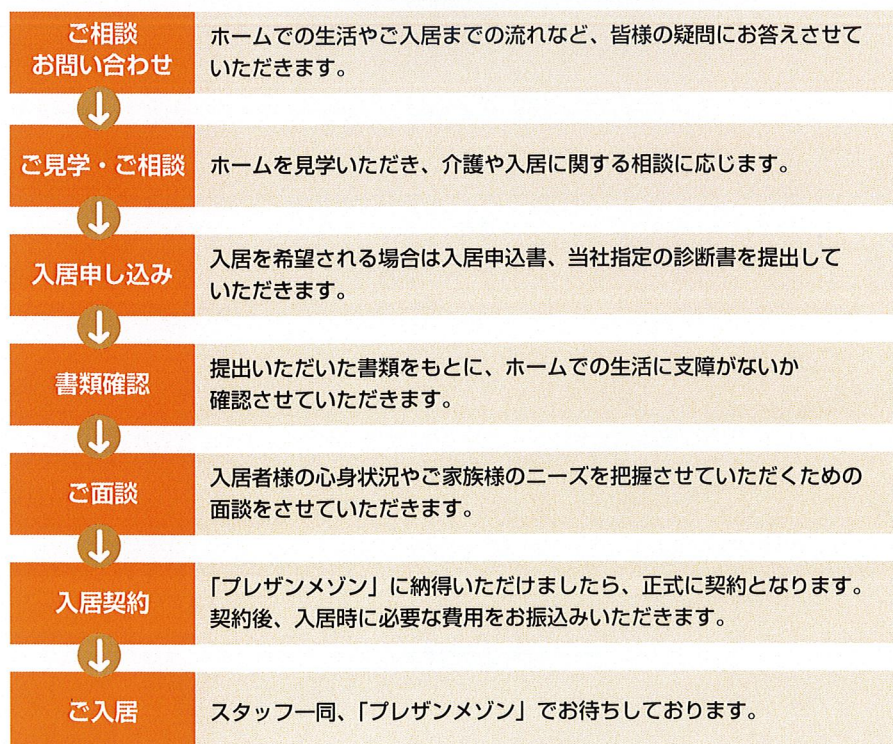 ご相談
お問い合わせ
ホームでの生活やご入居までの流れなど、皆様の疑問にお答えさせて
いただきます。
ご見学・ご相談
ホームを見学いただき、介護や入居に関する相談に応じます。
入居申し込み
入居を希望される場合は入居申込書、当社指定の診断書を提出して
いただきます。
書類確認
提出いただいた書類をもとに、ホームでの生活に支障がないか
確認させていただきます。
ご面談
入居者様の心身状況やご家族様のニーズを把握させていただくための
面談をさせていただきます。
入居契約
「プレザンメゾン」に納得いただけましたら、正式に契約となります。
契約後、入居時に必要な費用をお振込みいただきます。
ご入居
スタッフ一同、「プレザンメゾン」でお待ちしております。